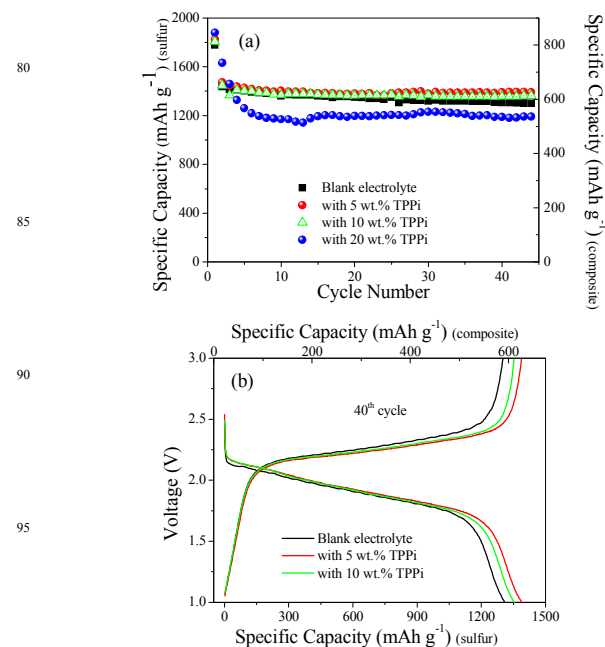 80
85
90
95
(a)
2000
1600
1200
800
400
0
800
600
400
200
0
Specific Capacity (mAh g-1) (sulfur)
Specific Capacity (mAh g-1) (composite)
Blank electrolyte
with 5 wt.% TPPi
with 10 wt.% TPPi
with 20 wt.% TPPi
0 10 20 30 40
Cycle Number
Specific Capacity (mAh g-1) (composite)
0 100 200 300 400 500 600
(b)
40th cycle
3.0
2.5
2.0
1.5
1.0
Voltage (V)
Blank electrolyte
with 5 wt.% TPPi
with 10 wt.% TPPi
0 300 600 900 1200 1500
Specific Capacity (mAh g-1) (sulfur)